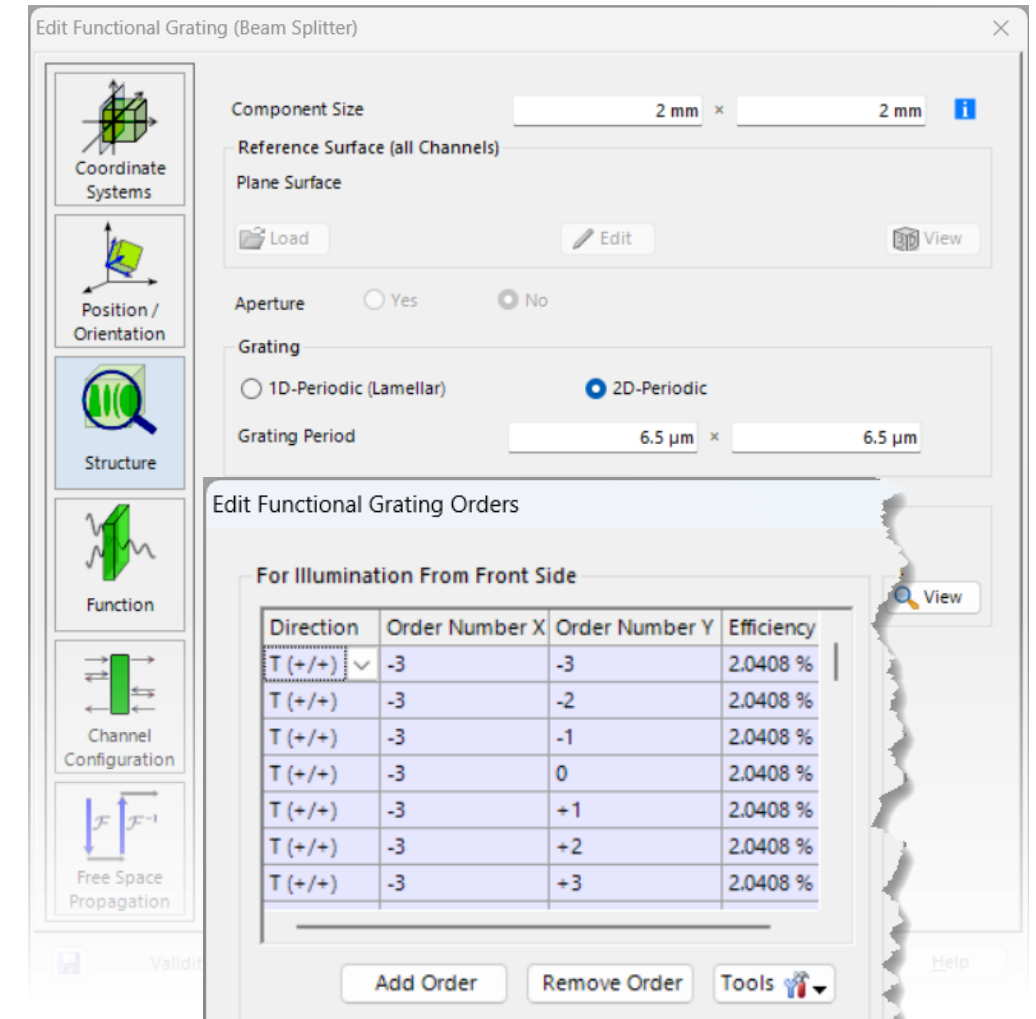 Edit Functional Grating (Beam Splitter)
Coordinate
Systems
Position /
Orientation
Structure
Function
Channel
Configuration
Free Space
Propagation
Component Size 2 mm × 2 mm
Reference Surface (all Channels)
Plane Surface
Load Edit View
Aperture Yes No
Grating
1D-Periodic (Lamellar) 2D-Periodic
Grating Period 6.5 µm × 6.5 µm
View
Edit Functional Grating Orders
For Illumination From Front Side
Direction Order Number X Order Number Y Efficiency
T (+/+) -3 -3 2.0408 %
T (+/+) -3 -2 2.0408 %
T (+/+) -3 -1 2.0408 %
T (+/+) -3 0 2.0408 %
T (+/+) -3 +1 2.0408 %
T (+/+) -3 +2 2.0408 %
T (+/+) -3 +3 2.0408 %
Add Order Remove Order Tools
Help